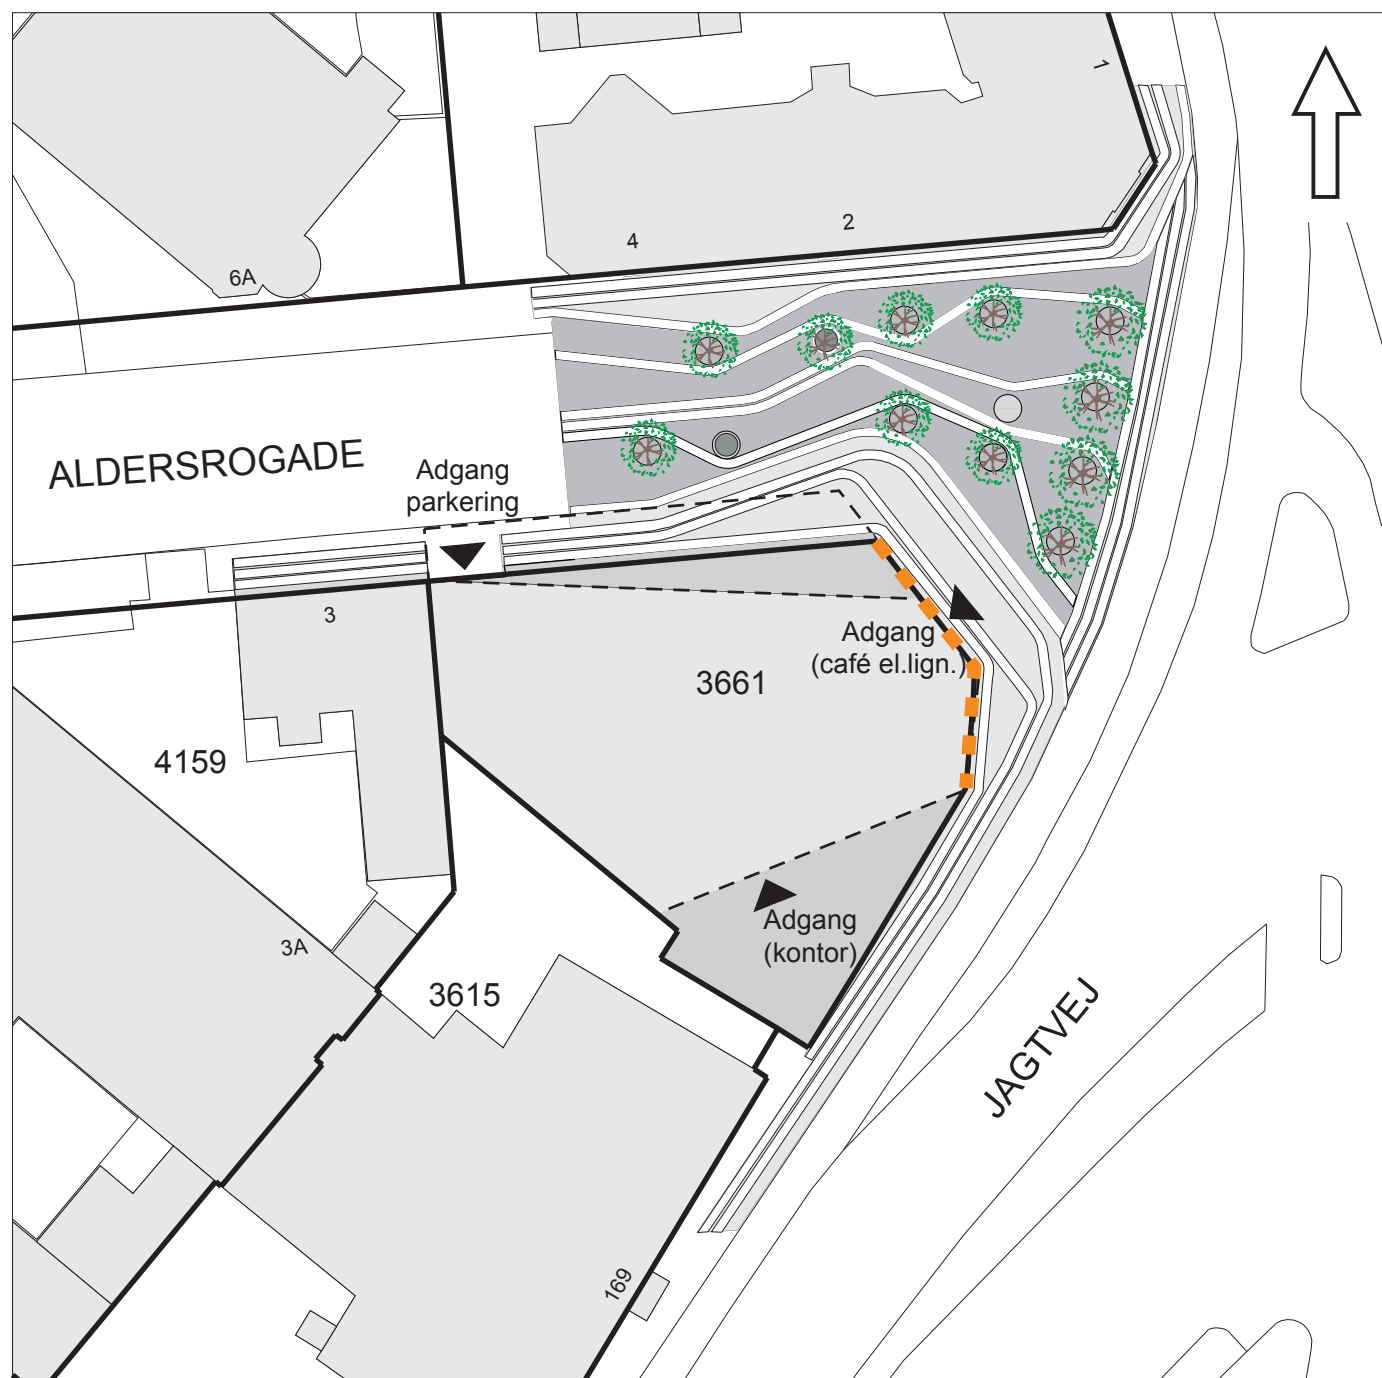 1
2
4
6A
ALDERSROGADE
Adgang
parkering
3
Adgang
(café el.lign.)
3661
4159
3A
Adgang
(kontor)
3615
JAGTVEJ
169